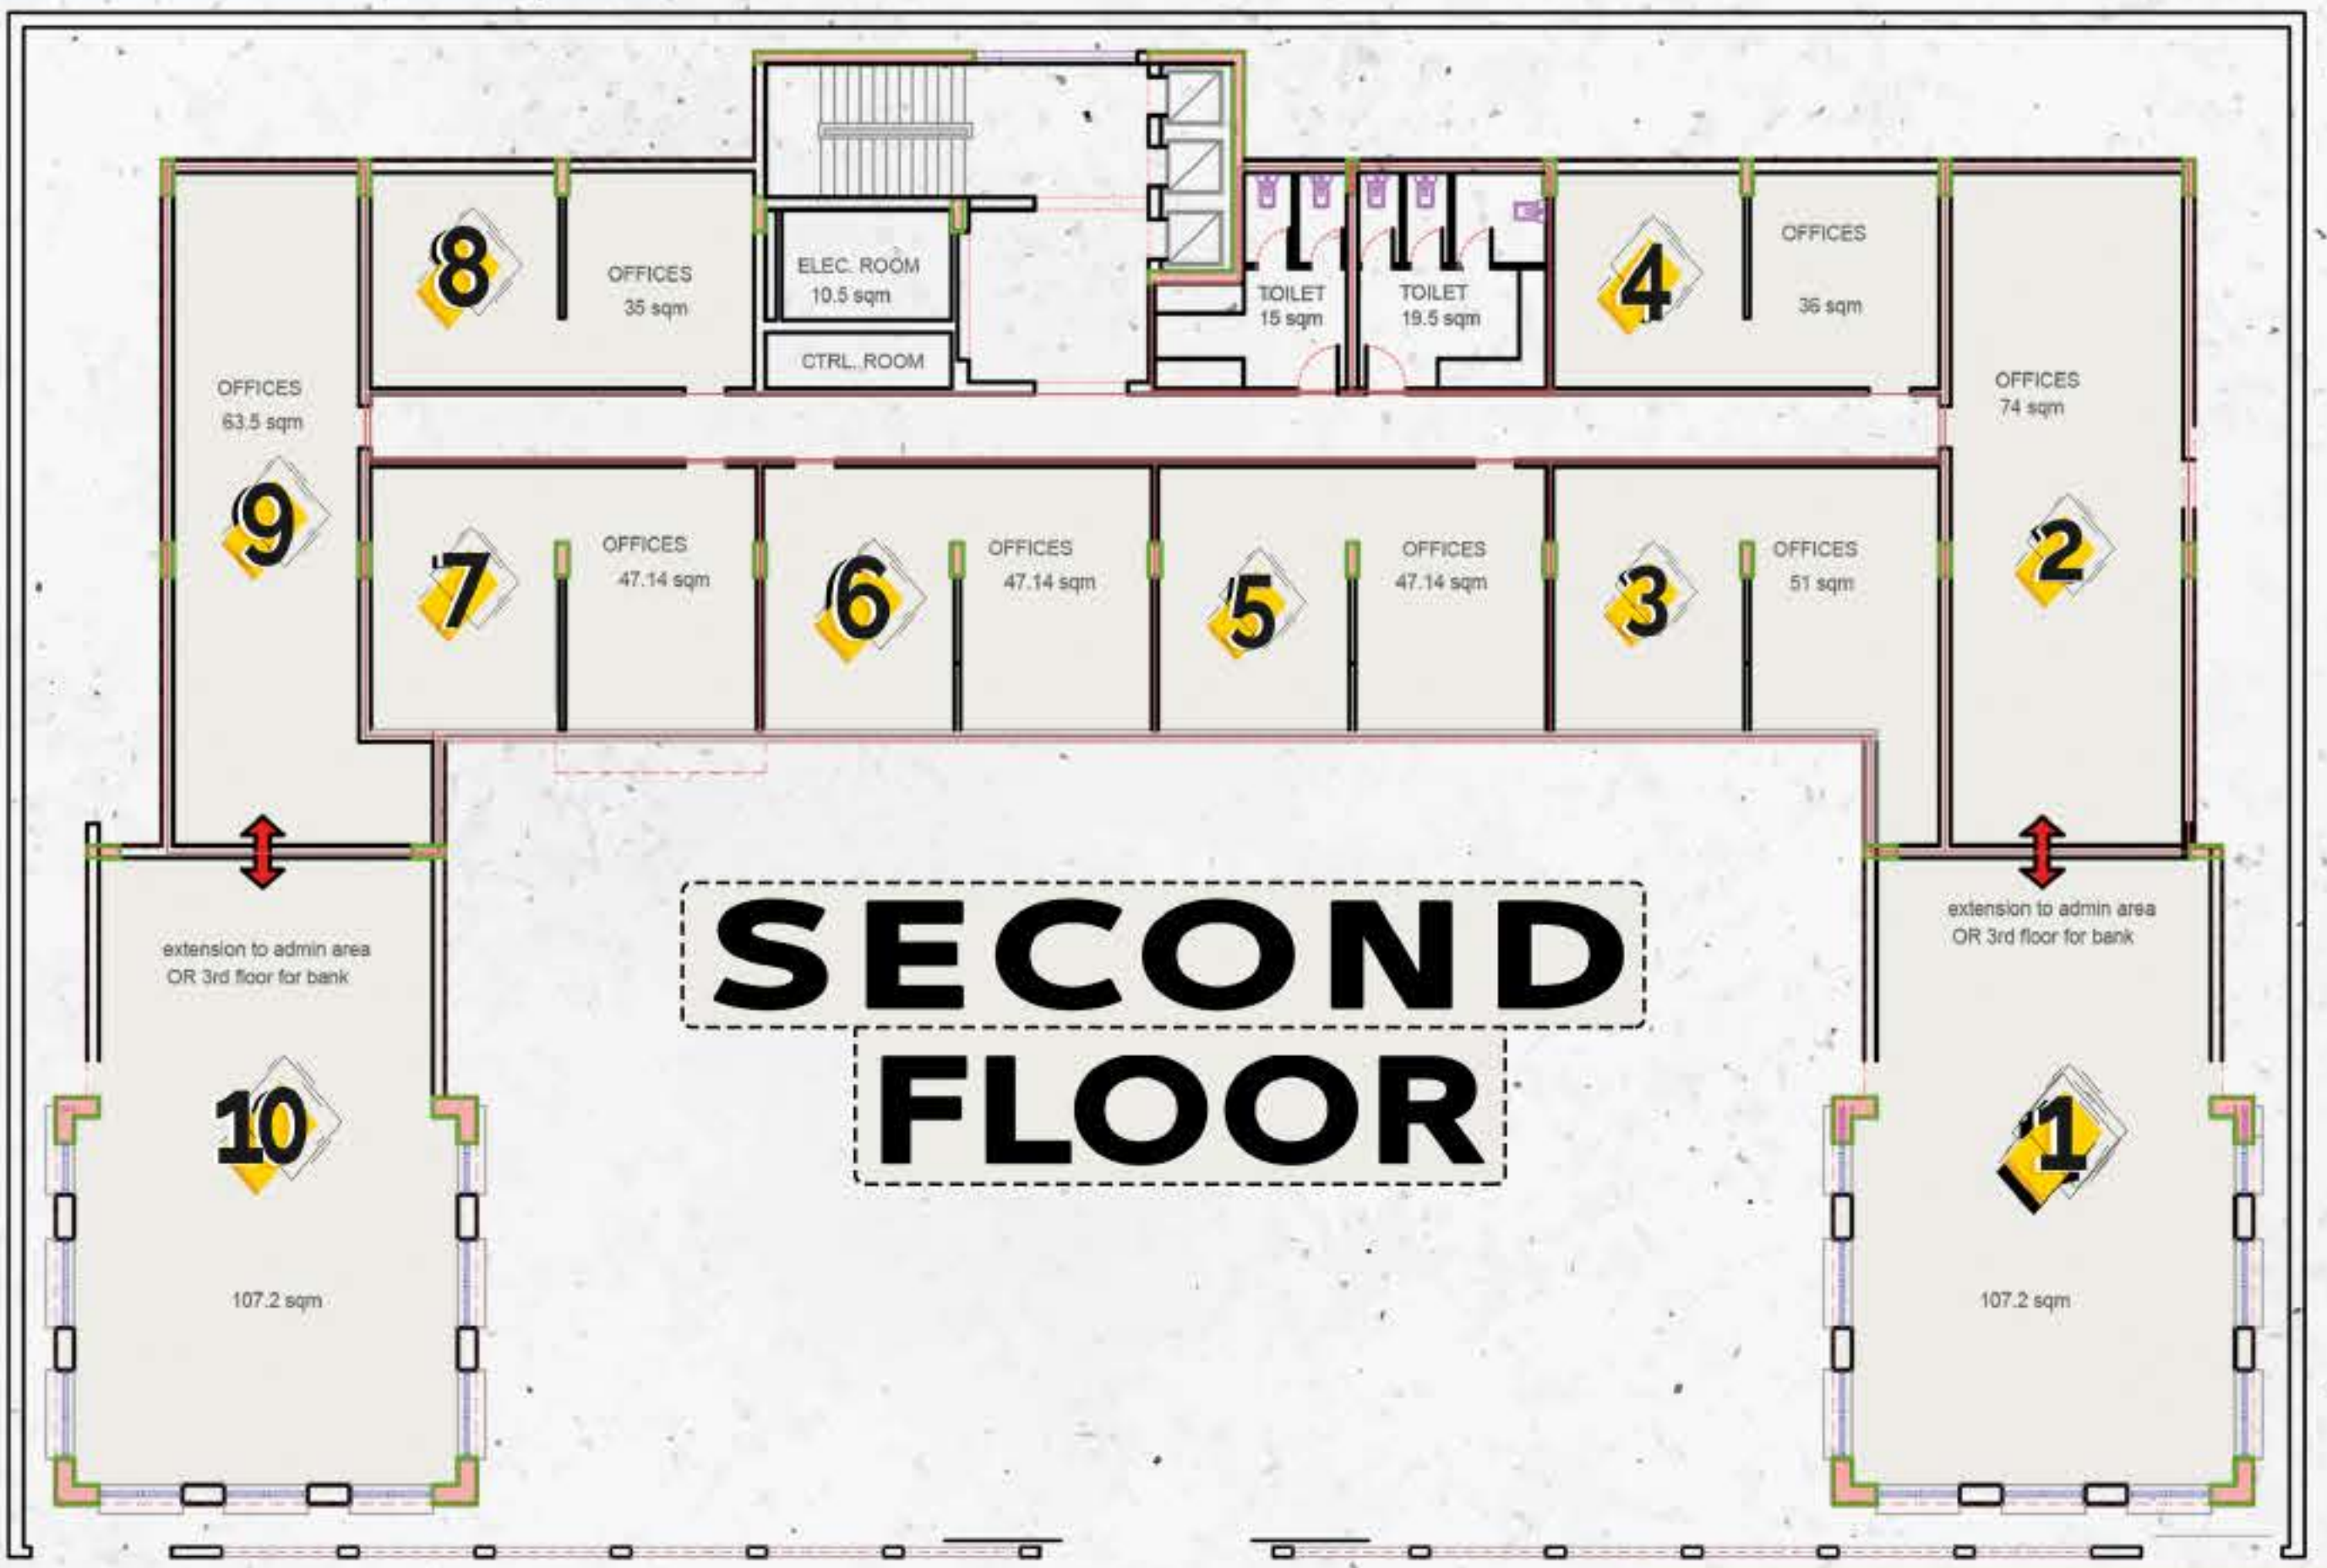 8
OFFICES
35 sqm
ELEC. ROOM
10.5 sqm
CTRL. ROOM
TOILET
15 sqm
TOILET
19.5 sqm
4
OFFICES
36 sqm
OFFICES
63.5 sqm
9
OFFICES
74 sqm
2
7
OFFICES
47.14 sqm
6
OFFICES
47.14 sqm
5
OFFICES
47.14 sqm
3
OFFICES
51 sqm
extension to admin area
OR 3rd floor for bank
10
107.2 sqm
SECOND
FLOOR
extension to admin area
OR 3rd floor for bank
1
107.2 sqm